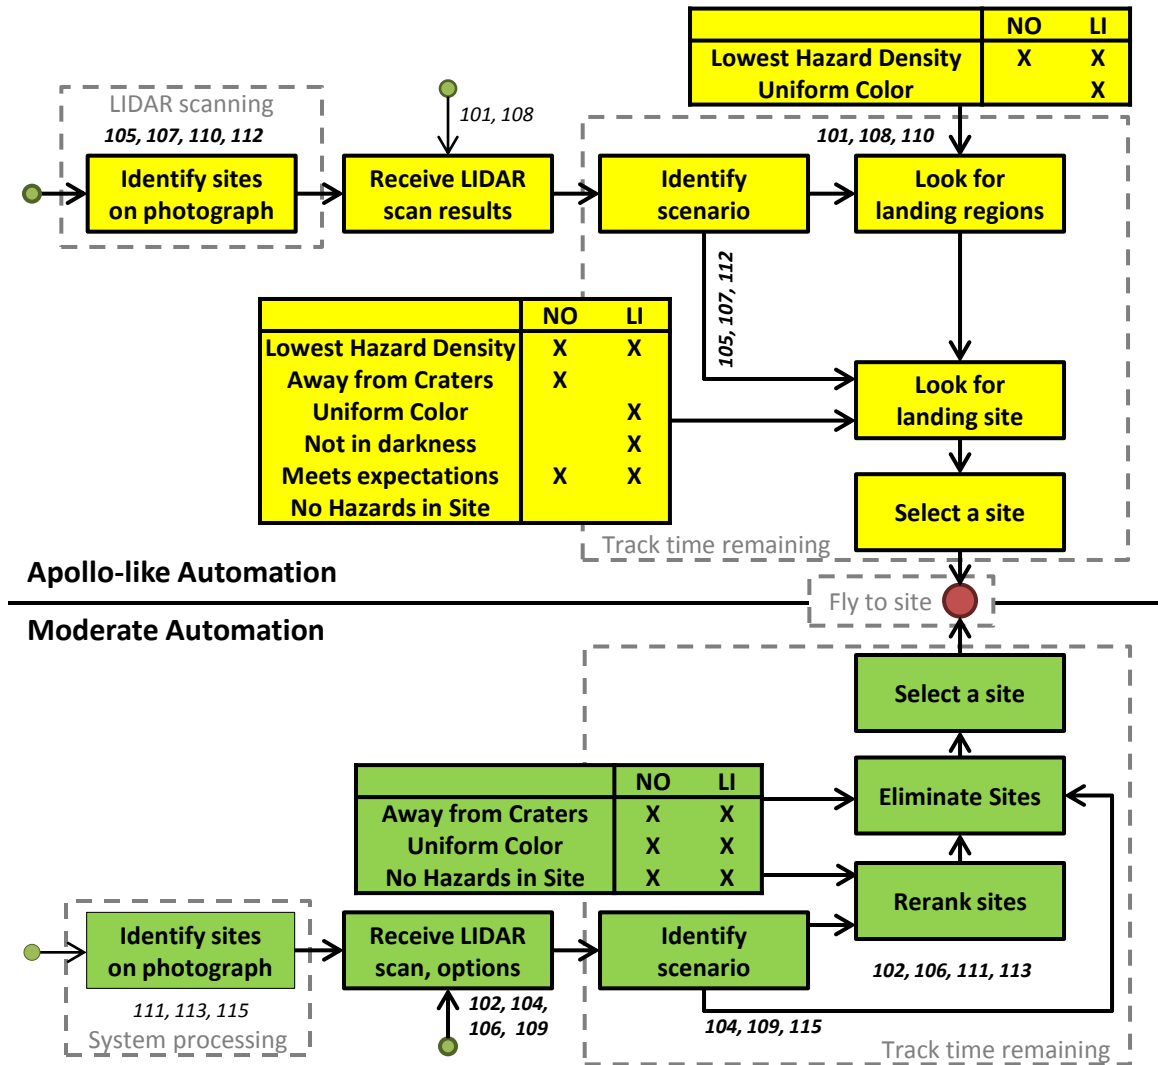 NO LI
Lowest Hazard Density X X
Uniform Color X
LIDAR scanning
105, 107, 110, 112
101, 108
101, 108, 110
Identify sites
on photograph
Receive LIDAR
scan results
Identify
scenario
Look for
landing regions
105, 107, 112
NO LI
Lowest Hazard Density X X
Away from Craters X
Uniform Color X
Not in darkness X
Meets expectations X X
No Hazards in Site
Look for
landing site
Select a site
Track time remaining
Apollo-like Automation
Fly to site
Moderate Automation
Select a site
NO LI
Away from Craters X X
Uniform Color X X
No Hazards in Site X X
Eliminate Sites
Rerank sites
Identify sites
on photograph
Receive LIDAR
scan, options
Identify
scenario
102, 106, 111, 113
111, 113, 115
System processing
102, 104,
106, 109
104, 109, 115
Track time remaining